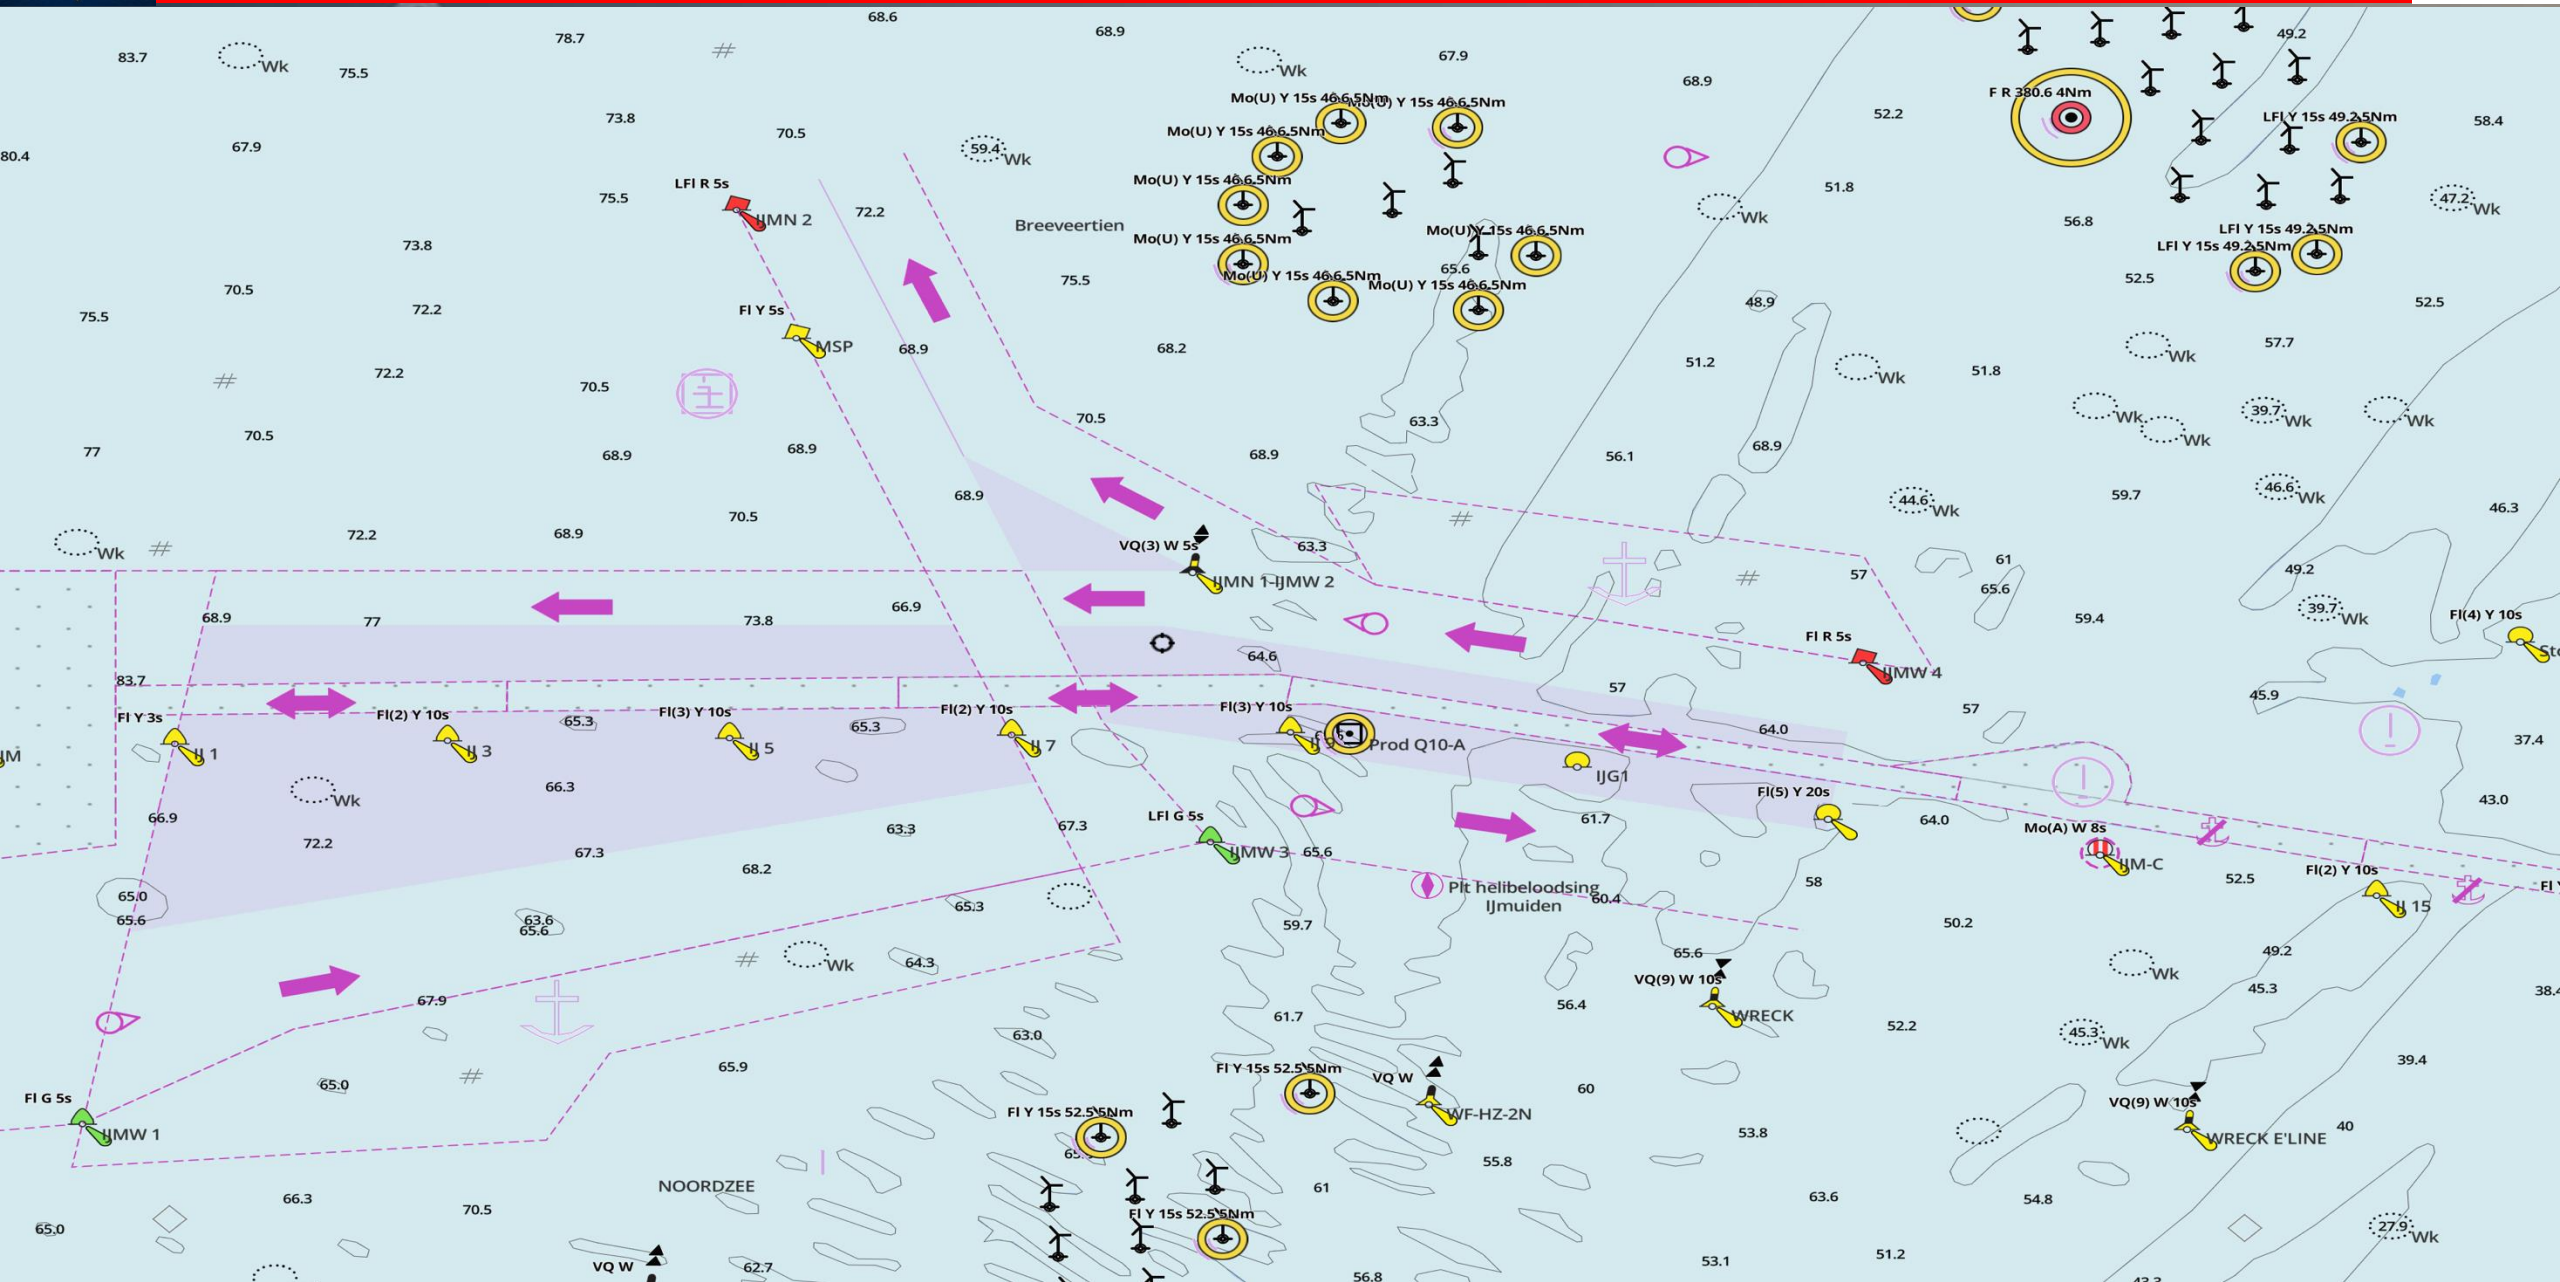 68.6
78.7
68.9
49.2
83.7
Wk
75.5
Wk
67.9
68.9
F R 380.6 4Nm
Mo(U) Y 15s 46.6.5Nm
Y 15s 46.6.5Nm
52.2
LFl Y 15s 49.2.5Nm
58.4
73.8
70.5
Mo(U) Y 15s 46.6.5Nm
80.4
67.9
59.4
Wk
LFl R 5s
Mo(U) Y 15s 46.6.5Nm
51.8
75.5
IJMN 2
72.2
Breeveertien
Wk
56.8
47.2
Wk
73.8
Mo(U) Y 15s 46.6.5Nm
Mo(U) Y 15s 46.6.5Nm
LFl Y 15s 49.2.5Nm
LFl Y 15s 49.2.5Nm
65.6
Mo(U) Y 15s 46.6.5Nm
75.5
Mo(U) Y 15s 46.6.5Nm
52.5
70.5
72.2
Fl Y 5s
48.9
52.5
75.5
MSP
68.9
68.2
57.7
Wk
51.2
72.2
70.5
51.8
Wk
70.5
63.3
Wk
39.7
Wk
Wk
70.5
Wk
77
68.9
68.9
68.9
56.1
68.9
68.9
59.7
46.6
Wk
44.6
Wk
46.3
70.5
72.2
68.9
VQ(3) W 5s
63.3
Wk
61
57
49.2
IJMN 1-IJMW 2
65.6
68.9
77
73.8
66.9
59.4
39.7
Wk
Fl(4) Y 10s
Fl R 5s
64.6
IJMW 4
83.7
57
45.9
Fl Y 3s
Fl(2) Y 10s
65.3
Fl(3) Y 10s
65.3
Fl(2) Y 10s
Fl(3) Y 10s
57
64.0
IJ 1
IJ 3
IJ 5
IJ 7
IJ 9
Prod Q10-A
37.4
JM
IJG1
66.3
Wk
Fl(5) Y 20s
43.0
66.9
63.3
67.3
LFl G 5s
61.7
64.0
Mo(A) W 8s
72.2
67.3
IJMW 3
65.6
IJM-C
68.2
58
52.5
Fl(2) Y 10s
Plt helibeloodsing
IJmuiden
60.4
65.0
65.6
63.6
65.6
65.3
59.7
50.2
IJ 15
Wk
64.3
65.6
49.2
VQ(9) W 10s
Wk
67.9
56.4
45.3
38.4
61.7
WRECK
63.0
52.2
45.3
Wk
65.9
Fl Y 15s 52.5 5Nm
VQ W
39.4
65.0
60
Fl G 5s
Fl Y 15s 52.5 5Nm
WF-HZ-2N
VQ(9) W 10s
IJMW 1
53.8
40
WRECK E'LINE
55.8
NOORDZEE
61
66.3
63.6
54.8
70.5
Fl Y 15s 52.5 5Nm
65.0
27.9
Wk
VQ W
62.7
53.1
51.2
56.8